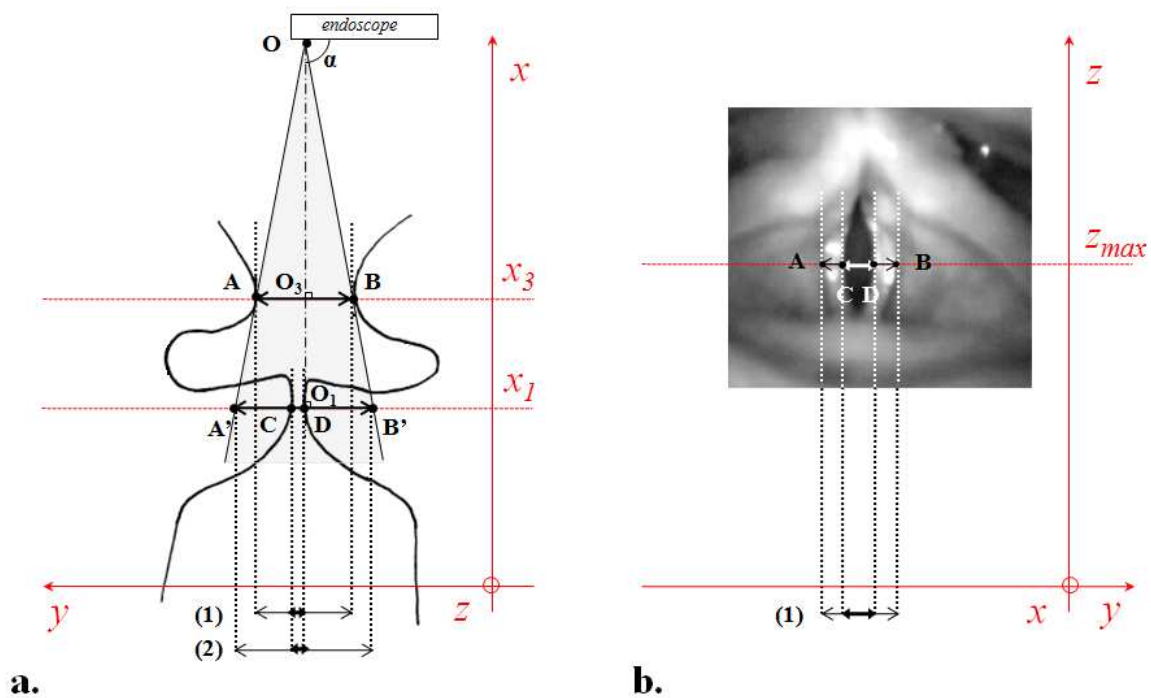 endoscope
O
α
x
z
A
O3
B
x3
zmax
A
B
C
D
x1
O1
A’
C
D
B’
y
z
(1)
(2)
(1)
x
y
a.
b.